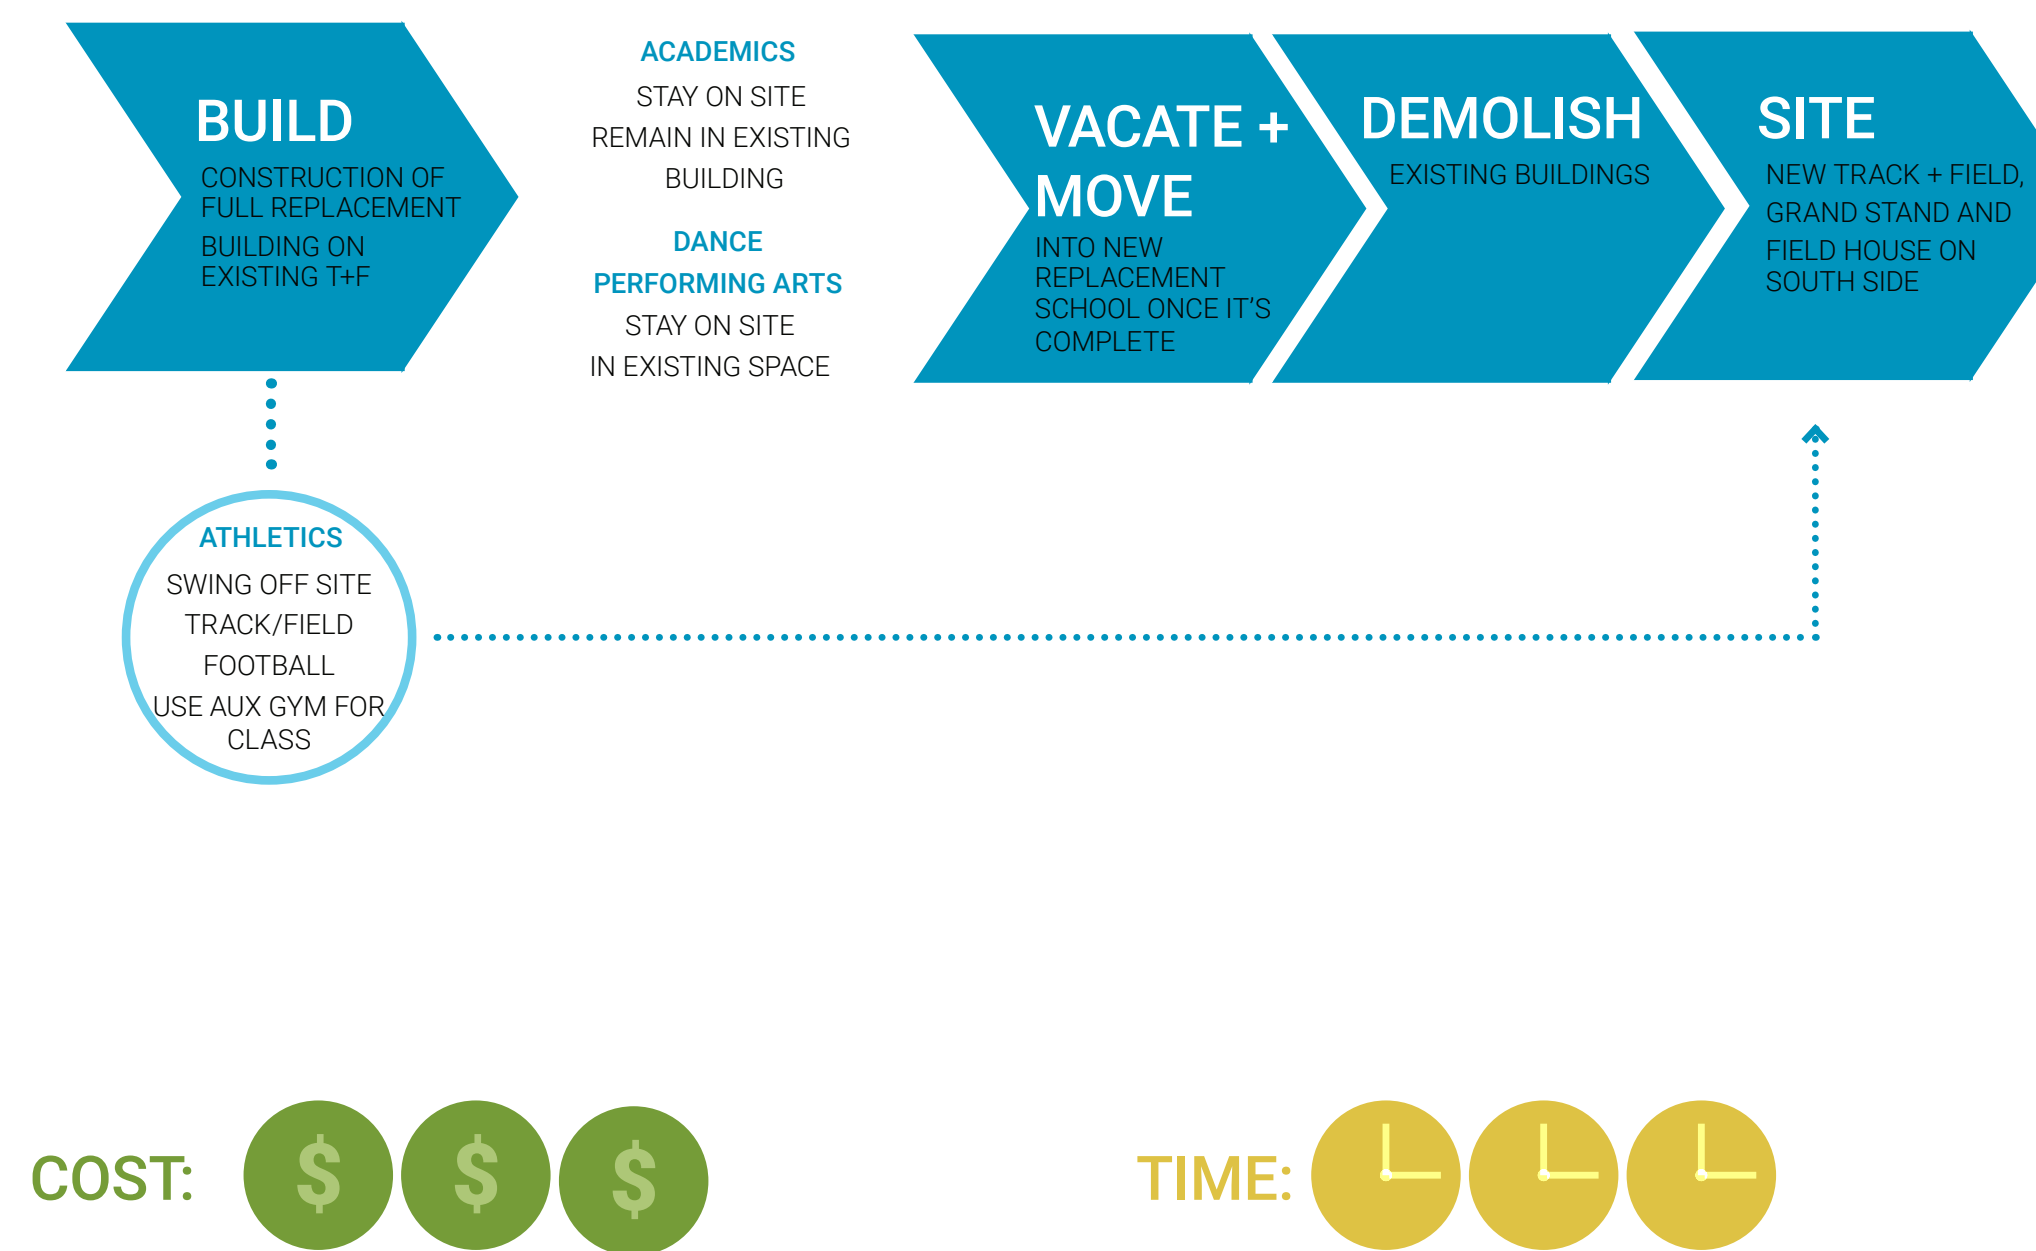 BUILD
CONSTRUCTION OF
FULL REPLACEMENT
BUILDING ON
EXISTING T+F
ACADEMICS
STAY ON SITE
REMAIN IN EXISTING
BUILDING
DANCE
PERFORMING ARTS
STAY ON SITE
IN EXISTING SPACE
VACATE +
MOVE
INTO NEW
REPLACEMENT
SCHOOL ONCE IT'S
COMPLETE
DEMOLISH
EXISTING BUILDINGS
SITE
NEW TRACK + FIELD,
GRAND STAND AND
FIELD HOUSE ON
SOUTH SIDE
ATHLETICS
SWING OFF SITE
TRACK/FIELD
FOOTBALL
USE AUX GYM FOR
CLASS
COST: $ $ $
TIME: